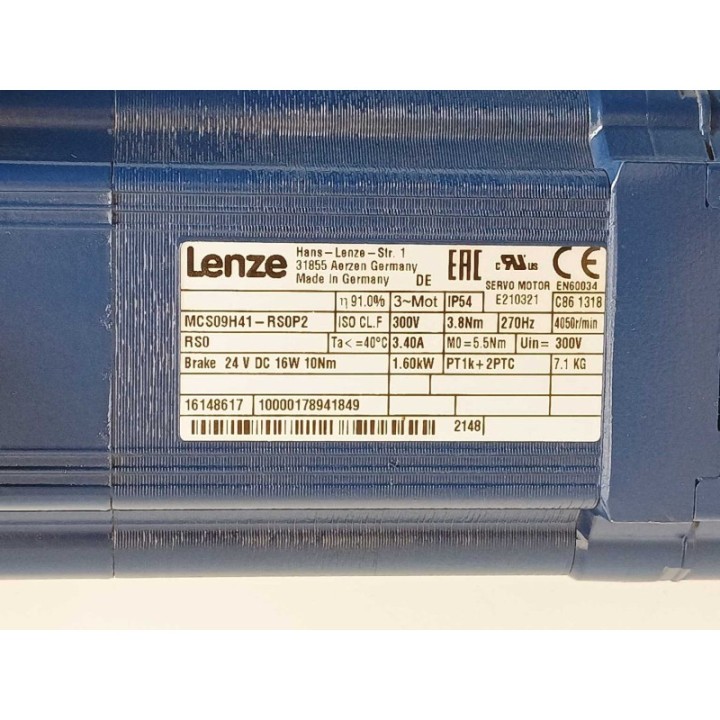 Lenze Hans-Lenze-Str. 1
31855 Aerzen Germany
Made in Germany DE
EAC c UL us CE
SERVO MOTOR EN60034
η 91.0% 3~Mot IP54 E210321 C86 1318
MCS09H41-RS0P2 ISO CL.F 300V 3.8Nm 270Hz 4050r/min
RS0 Ta<=40°C 3.40A M0=5.5Nm Uin= 300V
Brake 24 V DC 16W 10Nm 1.60kW PT1k+2PTC 7.1 KG
16148617 10000178941849
2148